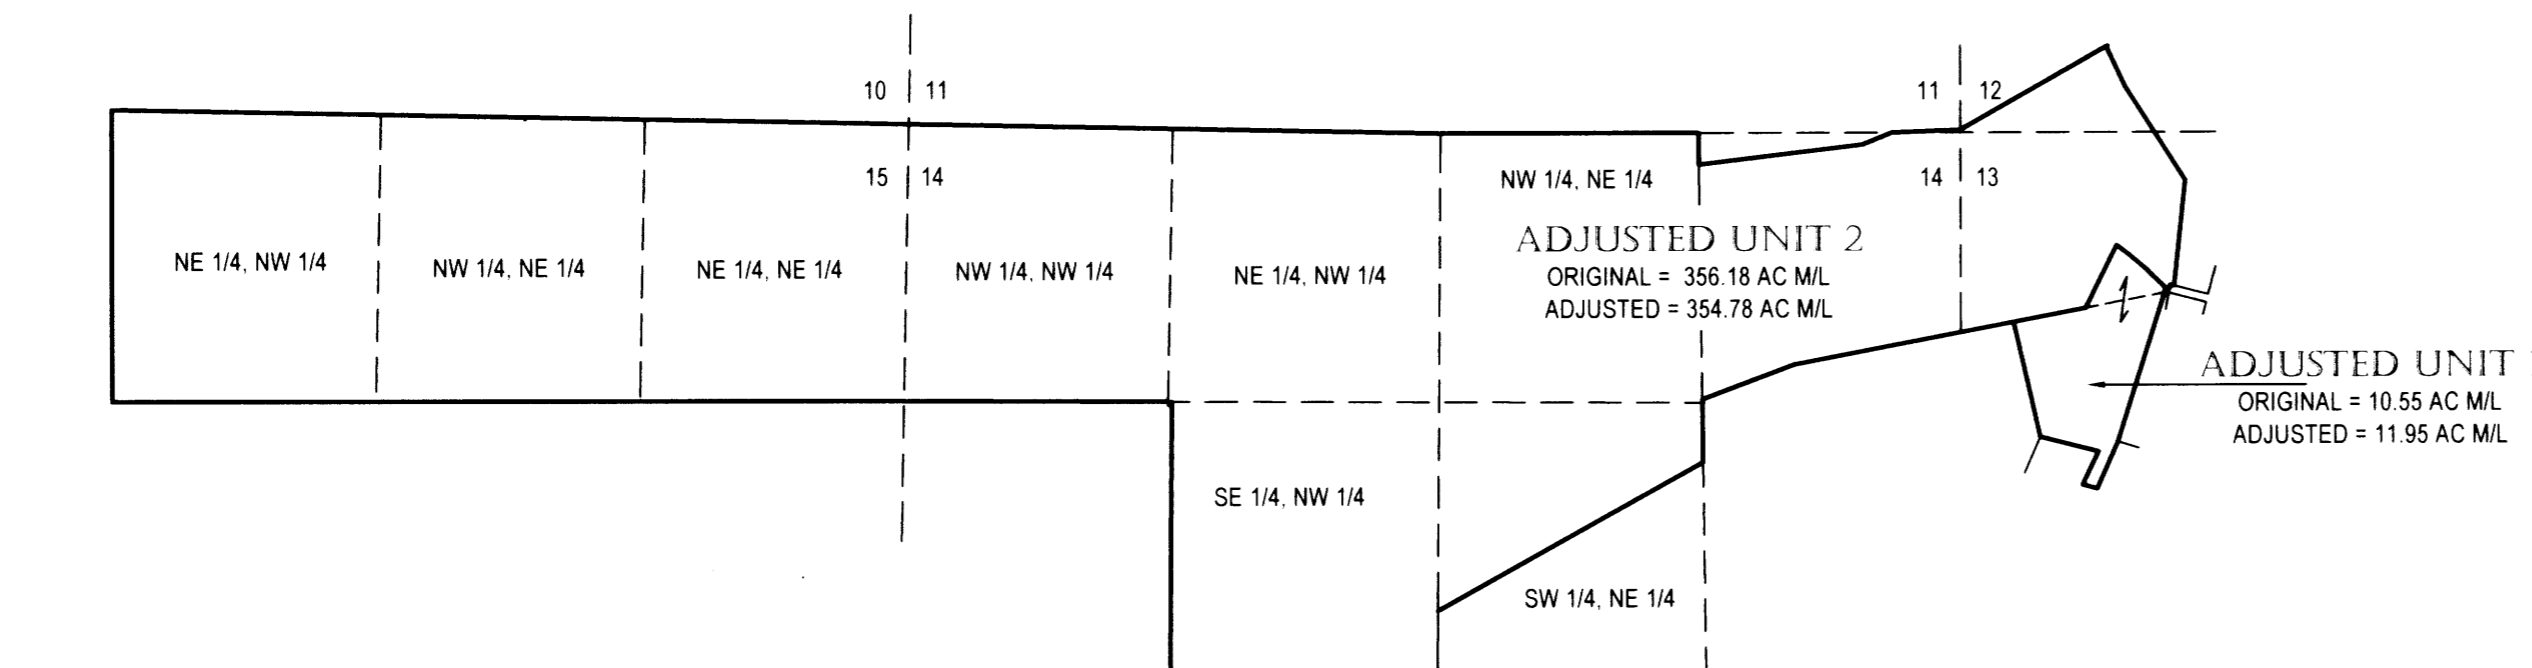 10 11
11 12
15 14
14 13
NW 1/4, NE 1/4
NE 1/4, NW 1/4
NW 1/4, NE 1/4
NE 1/4, NE 1/4
NW 1/4, NW 1/4
NE 1/4, NW 1/4
ADJUSTED UNIT 2
ORIGINAL = 356.18 AC M/L
ADJUSTED = 354.78 AC M/L
ADJUSTED UNIT
ORIGINAL = 10.55 AC M/L
ADJUSTED = 11.95 AC M/L
SE 1/4, NW 1/4
SW 1/4, NE 1/4